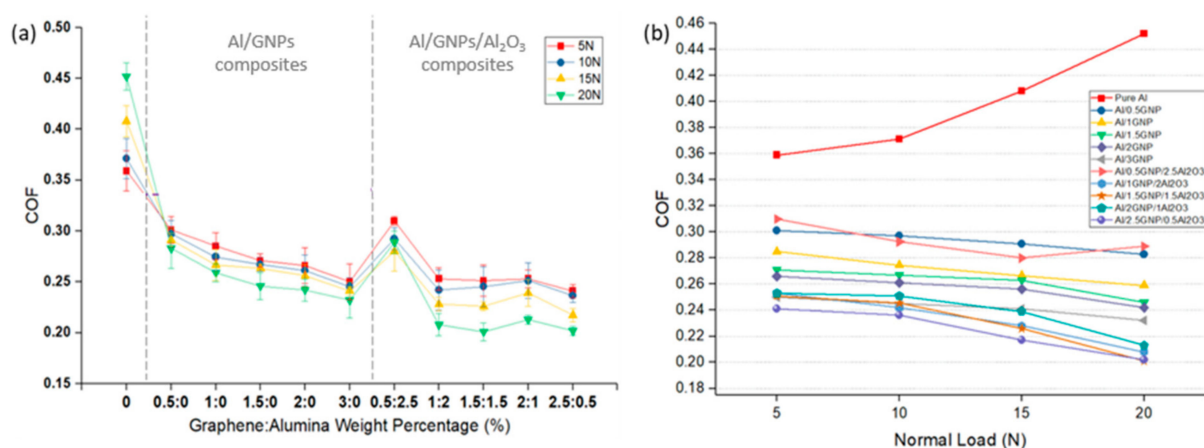 (a)
0.50
0.45
0.40
0.35
0.30
0.25
0.20
0.15
COF
Al/GNPs
composites
Al/GNPs/Al₂O₃
composites
5N
10N
15N
20N
0 0.5:0 1:0 1.5:0 2:0 3:0 0.5:2.5 1:2 1.5:1.5 2:1 2.5:0.5
Graphene:Alumina Weight Percentage (%)
(b)
0.46
0.44
0.42
0.40
0.38
0.36
0.34
0.32
0.30
0.28
0.26
0.24
0.22
0.20
0.18
COF
Pure Al
Al/0.5GNP
Al/1GNP
Al/1.5GNP
Al/2GNP
Al/3GNP
Al/0.5GNP/2.5Al2O3
Al/1GNP/2Al2O3
Al/1.5GNP/1.5Al2O3
Al/2GNP/1Al2O3
Al/2.5GNP/0.5Al2O3
5 10 15 20
Normal Load (N)